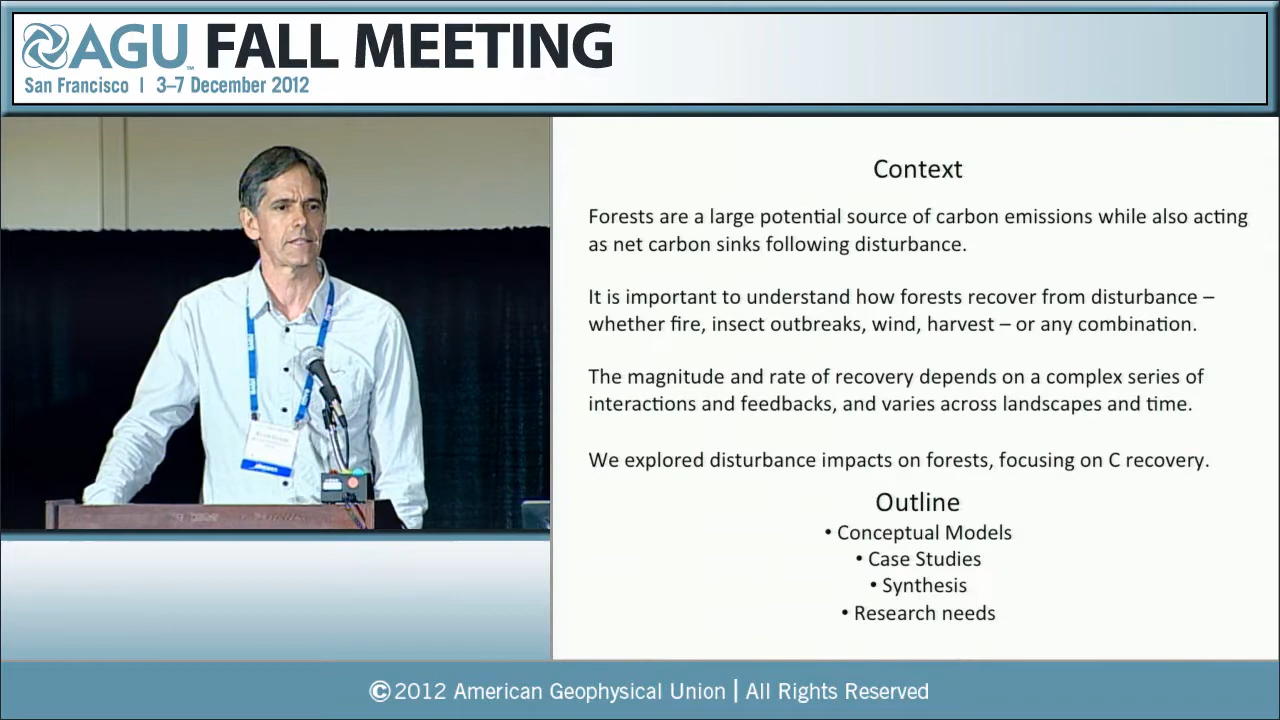 AGU FALL MEETING
San Francisco | 3–7 December 2012
Context
Forests are a large potential source of carbon emissions while also acting
as net carbon sinks following disturbance.
It is important to understand how forests recover from disturbance –
whether fire, insect outbreaks, wind, harvest – or any combination.
The magnitude and rate of recovery depends on a complex series of
interactions and feedbacks, and varies across landscapes and time.
We explored disturbance impacts on forests, focusing on C recovery.
Outline
• Conceptual Models
• Case Studies
• Synthesis
• Research needs
©2012 American Geophysical Union | All Rights Reserved